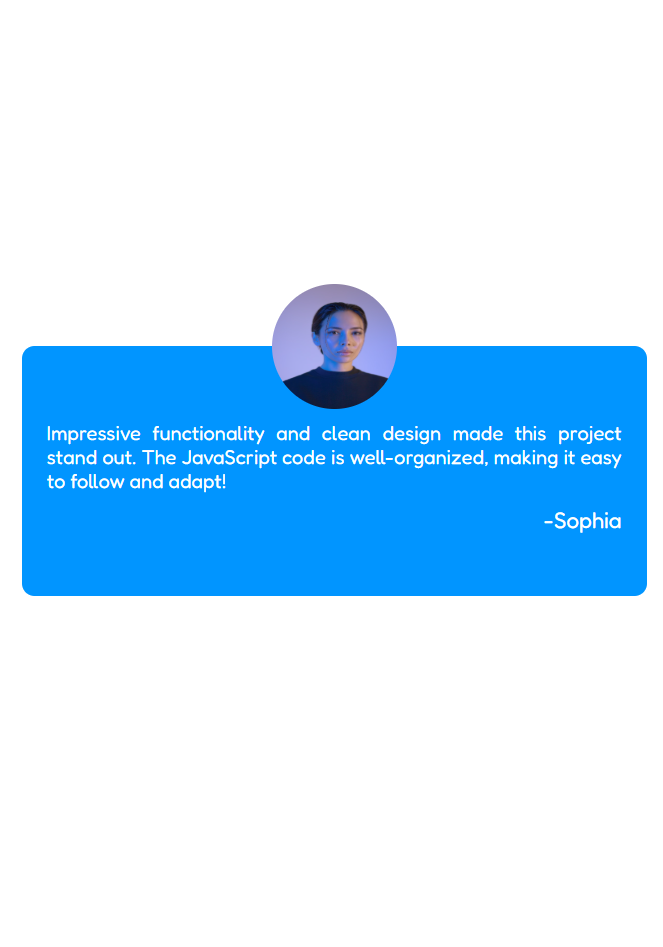 Impressive functionality and clean design made this project
stand out. The JavaScript code is well-organized, making it easy
to follow and adapt!
-Sophia